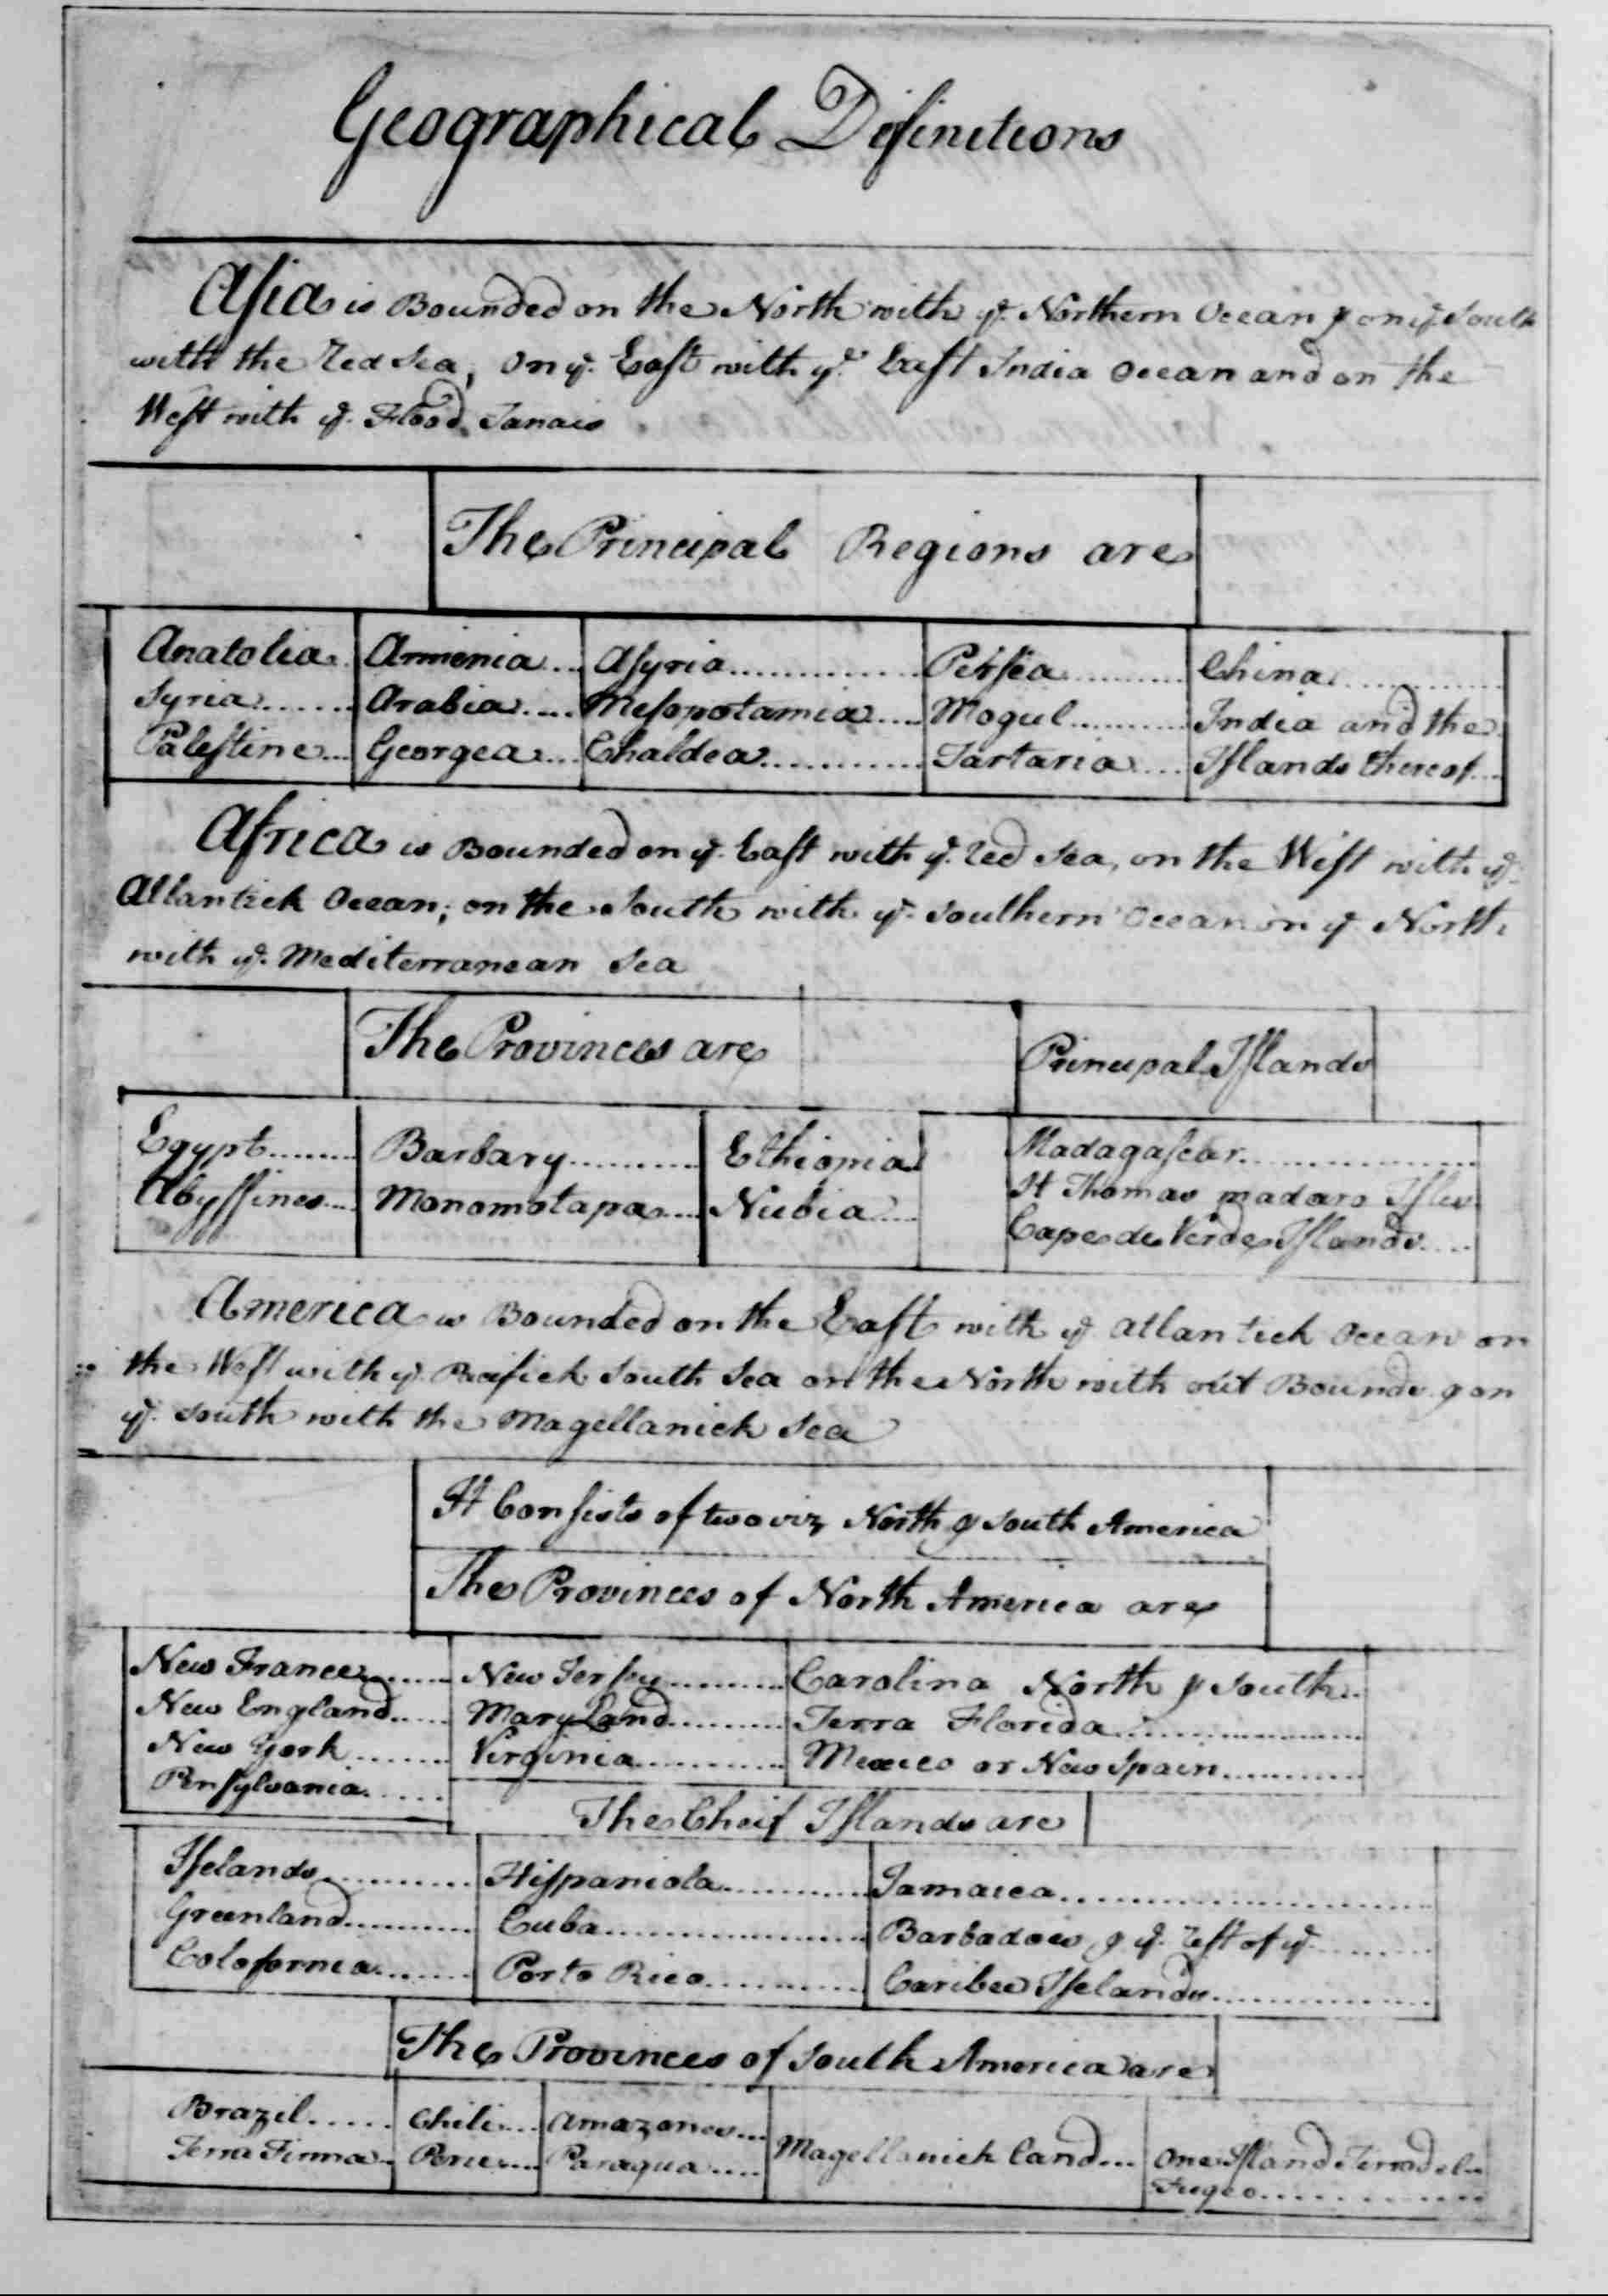 Geographical Definitions
Asia is Bounded on the North with ye. Northern Ocean & on ye South
with the Red Sea, on ye. East with ye. East India Ocean and on the
West with ye. Flood Tanais
The Principal Regions are
Anatolia. Armenia... Asyria............. Persia.......... China..............
Syria....... Arabia..... Mesopotamia..... Mogul.......... India and the
Palestine... Georgea.... Chaldea............ Tartaria.... Islands thereof...
Africa is Bounded on ye. East with ye. Red Sea, on the West with ye.
Atlantick Ocean; on the South with ye. Southern Ocean on ye North
with ye. Mediterranean Sea
The Provinces are Principal Islands
Egypt........ Barbary........... Ethiopia Madagascar...................
Abyssines... Monomotapa.... Nubia.... St Thomas madars Isles
Cape de Verde Islands....
America is Bounded on the East with ye. Atlantick Ocean on
the West with ye. Pacifick South Sea on the North with out Bounds & on
ye. South with the Magellanick Sea
It Consists of two viz North & South America
The Provinces of North America are
New France....... New Jersey.......... Carolina North & South..
New England..... MaryLand......... Terra Florida.................
New York........ Virginia............. Mexico or New Spain...........
Pensylvania......
The Cheif Islands are
Iselands........... Hispaniola............ Jamaica.............................
Greenland.......... Cuba..................... Barbadoes & ye. Rest of ye.........
Colofornia....... Porto Rico............ Caribee Iselands.................
The Provinces of South America are
Brazil...... Chili.... Amazones... Magellanick Land... One Island Terra del..
Terra Firma.. Peru.... Paragua..... Fugeo..............